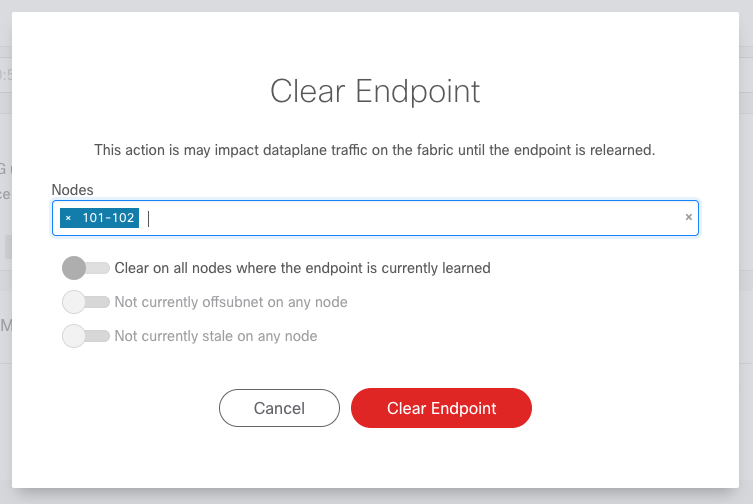 Clear Endpoint
This action is may impact dataplane traffic on the fabric until the endpoint is relearned.
Nodes
× 101-102 ×
Clear on all nodes where the endpoint is currently learned
Not currently offsubnet on any node
Not currently stale on any node
Cancel Clear Endpoint